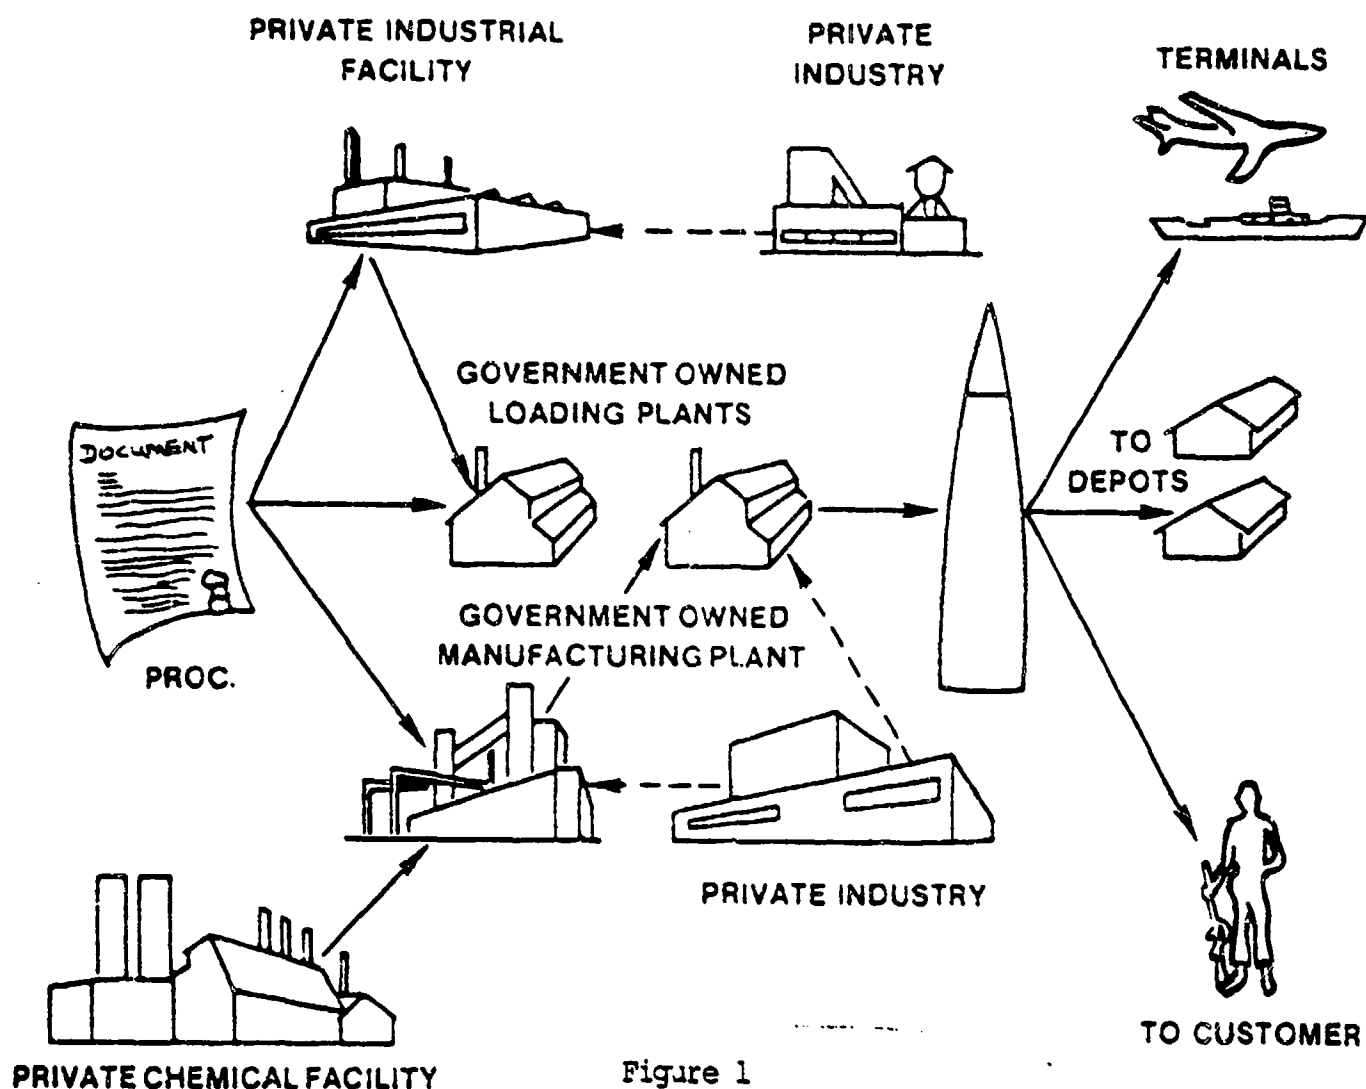 PRIVATE INDUSTRIAL
FACILITY
PRIVATE
INDUSTRY
TERMINALS
GOVERNMENT OWNED
LOADING PLANTS
DOCUMENT
TO
DEPOTS
GOVERNMENT OWNED
MANUFACTURING PLANT
PROC.
PRIVATE INDUSTRY
TO CUSTOMER
PRIVATE CHEMICAL FACILITY
Figure 1